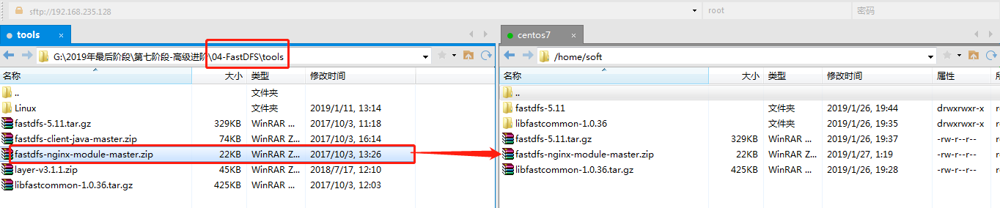 sftp://192.168.235.128 root 密码
tools × centos7 ×
G:\2019年最后阶段\第七阶段-高级进阶\04-FastDFS\tools /home/soft
名称 大小 类型 修改时间 名称 大小 类型 修改时间 属性
.. 文件夹 ..
Linux 文件夹 2019/1/11, 13:14 fastdfs-5.11 文件夹 2019/1/26, 19:44 drwxrwxr-x
fastdfs-5.11.tar.gz 329KB WinRAR ... 2017/10/3, 11:18 libfastcommon-1.0.36 文件夹 2019/1/26, 19:35 drwxrwxr-x
fastdfs-client-java-master.zip 74KB WinRAR Z... 2017/10/3, 16:14 fastdfs-5.11.tar.gz 329KB WinRAR ... 2019/1/26, 19:37 -rw-r--r--
fastdfs-nginx-module-master.zip 22KB WinRAR Z... 2017/10/3, 13:26 fastdfs-nginx-module-master.zip 22KB WinRAR Z... 2019/1/27, 1:19 -rw-r--r--
layer-v3.1.1.zip 45KB WinRAR Z... 2018/7/17, 12:10 libfastcommon-1.0.36.tar.gz 425KB WinRAR ... 2019/1/26, 19:28 -rw-r--r--
libfastcommon-1.0.36.tar.gz 425KB WinRAR ... 2017/10/3, 12:03